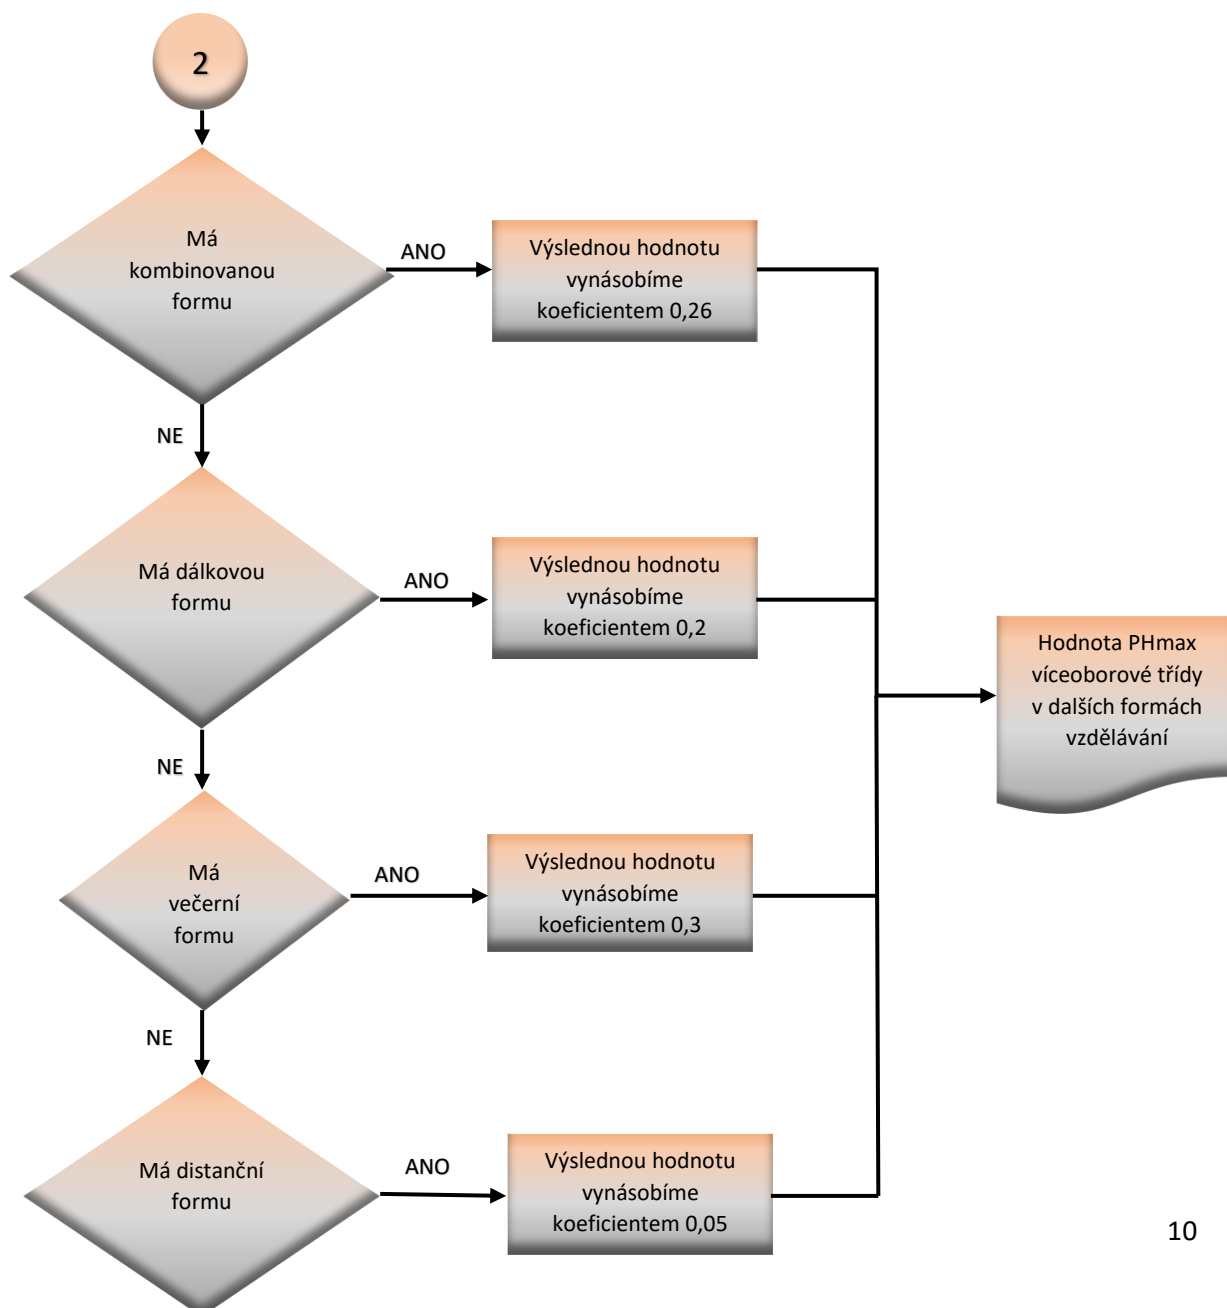 2
Má
kombinovanou
formu
ANO
Výslednou hodnotu
vynásobíme
koeficientem 0,26
NE
Má dálkovou
formu
ANO
Výslednou hodnotu
vynásobíme
koeficientem 0,2
Hodnota PHmax
víceoborové třídy
v dalších formách
vzdělávání
NE
Má
večerní
formu
ANO
Výslednou hodnotu
vynásobíme
koeficientem 0,3
NE
Má distanční
formu
ANO
Výslednou hodnotu
vynásobíme
koeficientem 0,05
10